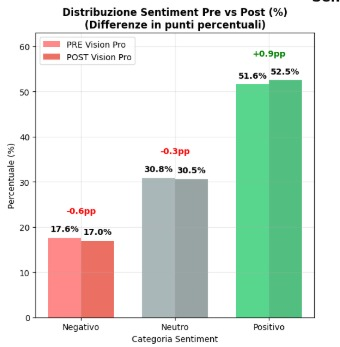 Distribuzione Sentiment Pre vs Post (%)
(Differenze in punti percentuali)
PRE Vision Pro
POST Vision Pro
+0.9pp
51.6% 52.5%
-0.3pp
30.8% 30.5%
-0.6pp
17.6% 17.0%
60
50
40
30
20
10
0
Percentuale (%)
Negativo Neutro Positivo
Categoria Sentiment